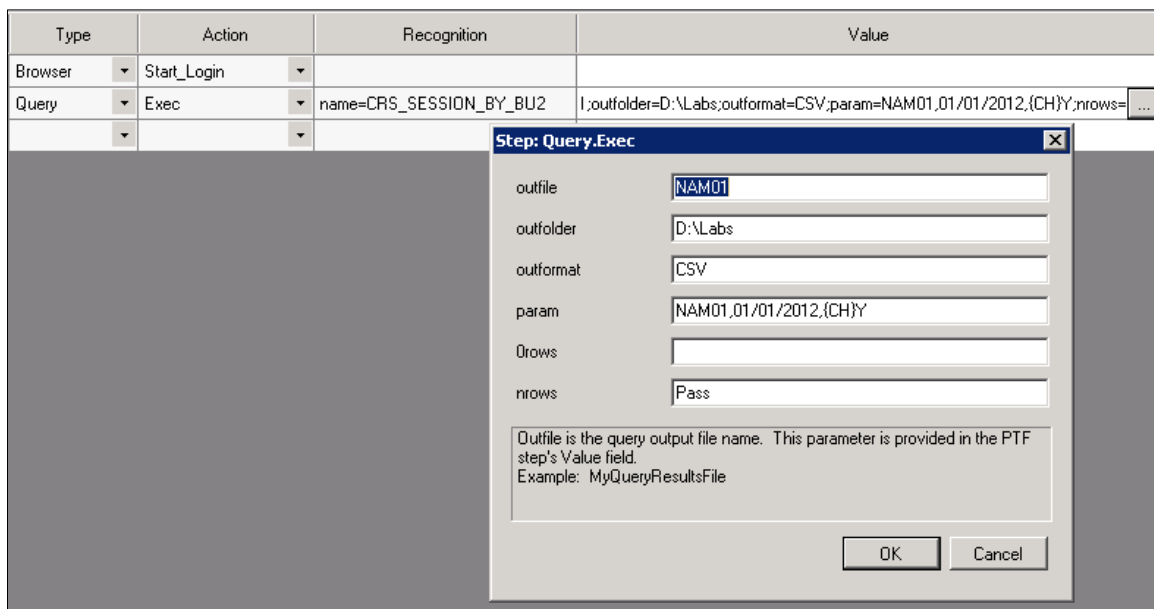 Type Action Recognition Value
Browser Start_Login
Query Exec name=CRS_SESSION_BY_BU2 l;outfolder=D:\Labs;outformat=CSV;param=NAM01,01/01/2012,{CH}Y;nrows= ...
Step: Query.Exec
outfile NAM01
outfolder D:\Labs
outformat CSV
param NAM01,01/01/2012,{CH}Y
0rows
nrows Pass
Outfile is the query output file name. This parameter is provided in the PTF
step's Value field.
Example: MyQueryResultsFile
OK Cancel